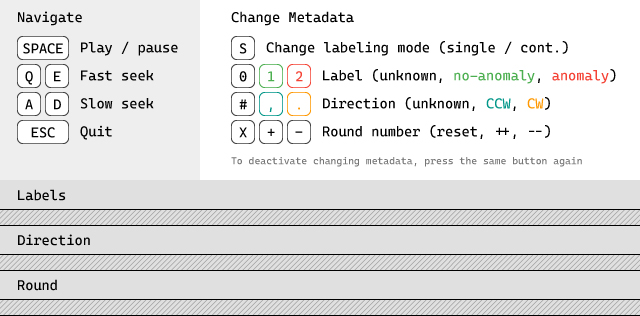 Navigate
SPACE Play / pause
Q E Fast seek
A D Slow seek
ESC Quit
Change Metadata
S Change labeling mode (single / cont.)
0 1 2 Label (unknown, no-anomaly, anomaly)
# , . Direction (unknown, CCW, CW)
X + - Round number (reset, ++, --)
To deactivate changing metadata, press the same button again
Labels
Direction
Round